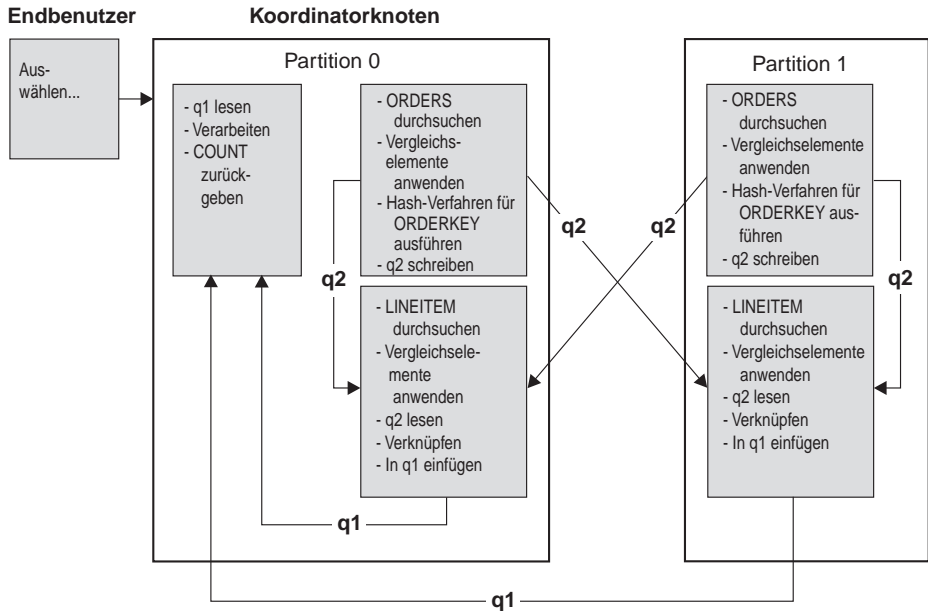 Endbenutzer
Koordinatorknoten
Aus-
wählen...
Partition 0
- q1 lesen
- Verarbeiten
- COUNT
zurück-
geben
- ORDERS
durchsuchen
- Vergleichs-
elemente
anwenden
- Hash-Verfahren für
ORDERKEY
ausführen
- q2 schreiben
q2
- LINEITEM
durchsuchen
- Vergleichsele-
mente
anwenden
- q2 lesen
- Verknüpfen
- In q1 einfügen
q1
q2
q2
Partition 1
- ORDERS
durchsuchen
- Vergleichselemente
anwenden
- Hash-Verfahren für
ORDERKEY aus-
führen
- q2 schreiben
q2
- LINEITEM
durchsuchen
- Vergleichselemente
anwenden
- q2 lesen
- Verknüpfen
- In q1 einfügen
q1